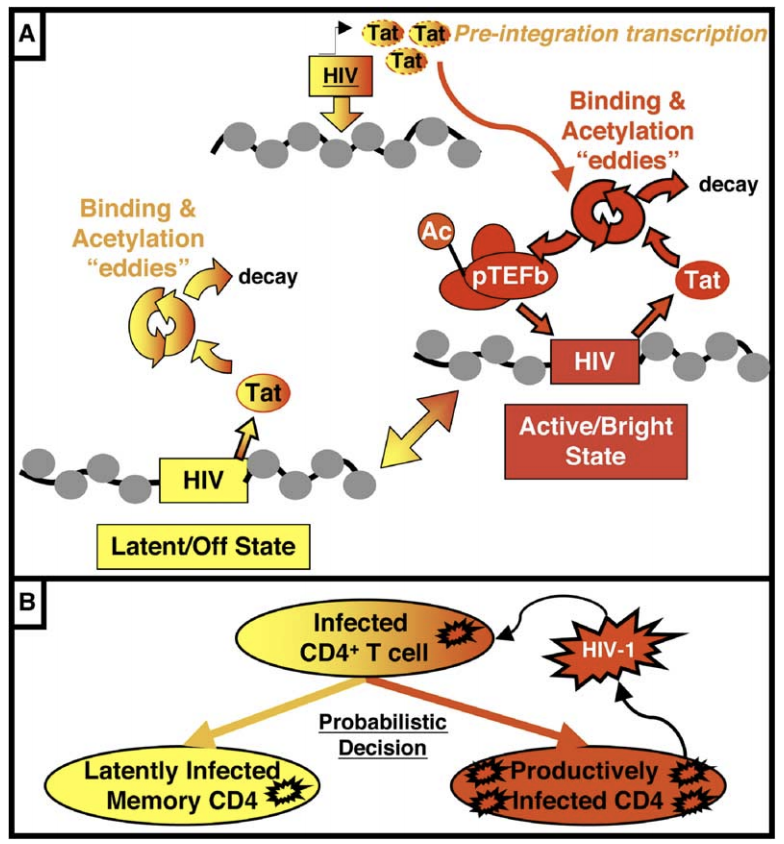 A
Tat Tat Pre-integration transcription
Tat
HIV
Binding &
Acetylation
“eddies”
decay
Ac
pTEFb
Tat
HIV
Active/Bright
State
Binding &
Acetylation
“eddies”
decay
Tat
HIV
Latent/Off State
B
Infected
CD4+ T cell
HIV-1
Probabilistic
Decision
Latently Infected
Memory CD4
Productively
Infected CD4